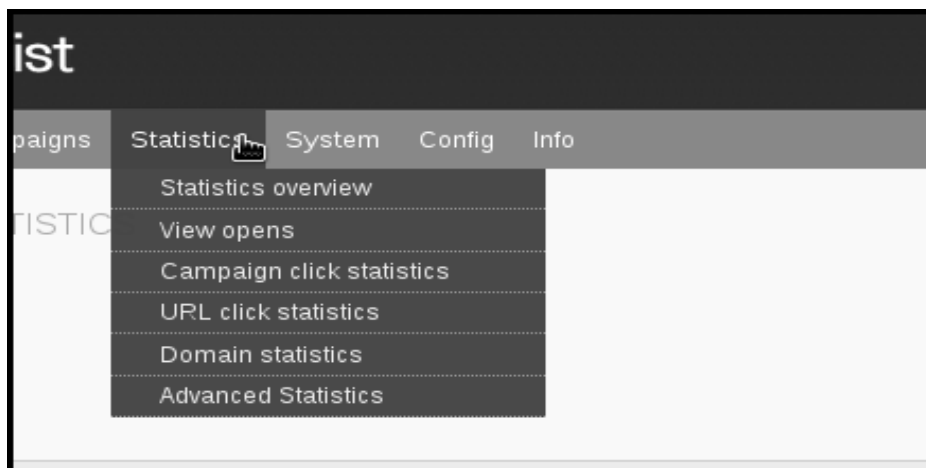 ist
paigns Statistics System Config Info
Statistics overview
TISTIC
View opens
Campaign click statistics
URL click statistics
Domain statistics
Advanced Statistics